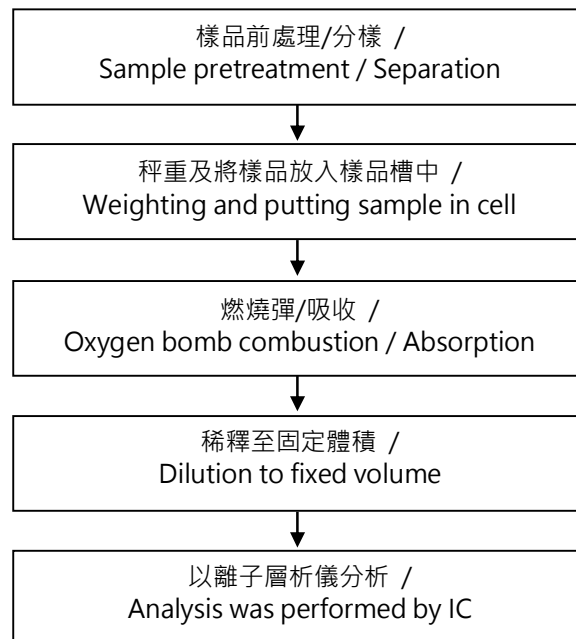 樣品前處理/分樣 /
Sample pretreatment / Separation
秤重及將樣品放入樣品槽中 /
Weighting and putting sample in cell
燃燒彈/吸收 /
Oxygen bomb combustion / Absorption
稀釋至固定體積 /
Dilution to fixed volume
以離子層析儀分析 /
Analysis was performed by IC